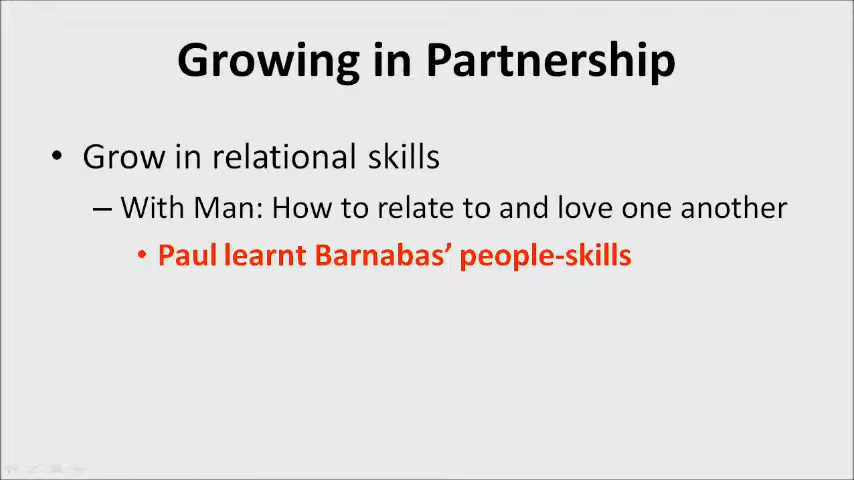 Growing in Partnership
• Grow in relational skills
– With Man: How to relate to and love one another
• Paul learnt Barnabas’ people-skills